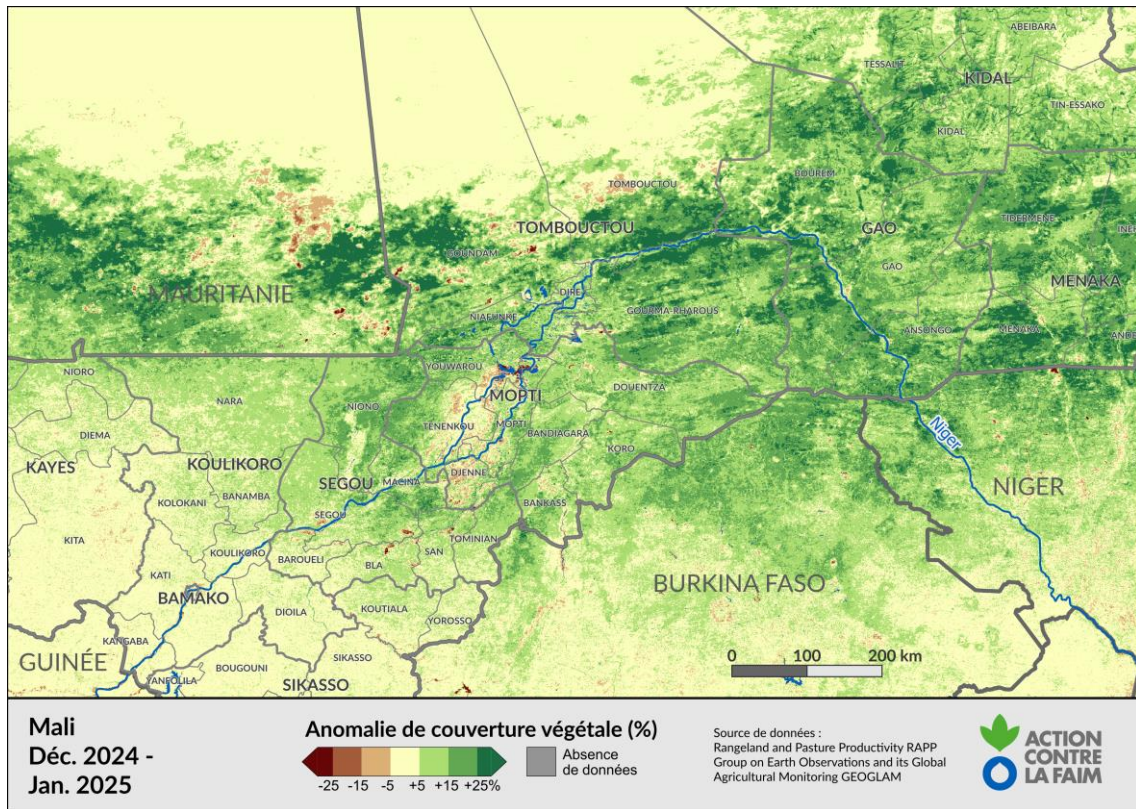 ABEIBARA
TESSALIT
KIDAL
TIN-ESSAKO
KIDAL
BOUREM
TOMBOUCTOU
TIDERMENE
TOMBOUCTOU
GAO
GOUNDAM
GAO
MENAKA
DIRE
MAURITANIE
GOURMA-RHAROUS
NIAFUNKE
ANSONGO
MENAKA
YOUWAROU
NIORO
DOUENTZA
MOPTI
NARA
NIONO
TENENKOU
MOPTI
BANDIAGARA
DIEMA
Niger
KORO
KAYES
KOULIKORO
DJENNE
SEGOU
MACINA
NIGER
BANAMBA
KOLOKANI
BANKASS
SEGOU
TOMINIAN
KITA
KOULIKORO
SAN
BAROUELI
BLA
KATI
BURKINA FASO
BAMAKO
DIOILA
KOUTIALA
YOROSSO
KANGABA
SIKASSO
GUINÉE
BOUGOUNI
YANFOLILA
SIKASSO
0 100 200 km
Mali
Déc. 2024 -
Jan. 2025
Anomalie de couverture végétale (%)
-25 -15 -5 +5 +15 +25%
Absence
de données
Source de données :
Rangeland and Pasture Productivity RAPP
Group on Earth Observations and its Global
Agricultural Monitoring GEOGLAM
ACTION
CONTRE
LA FAIM